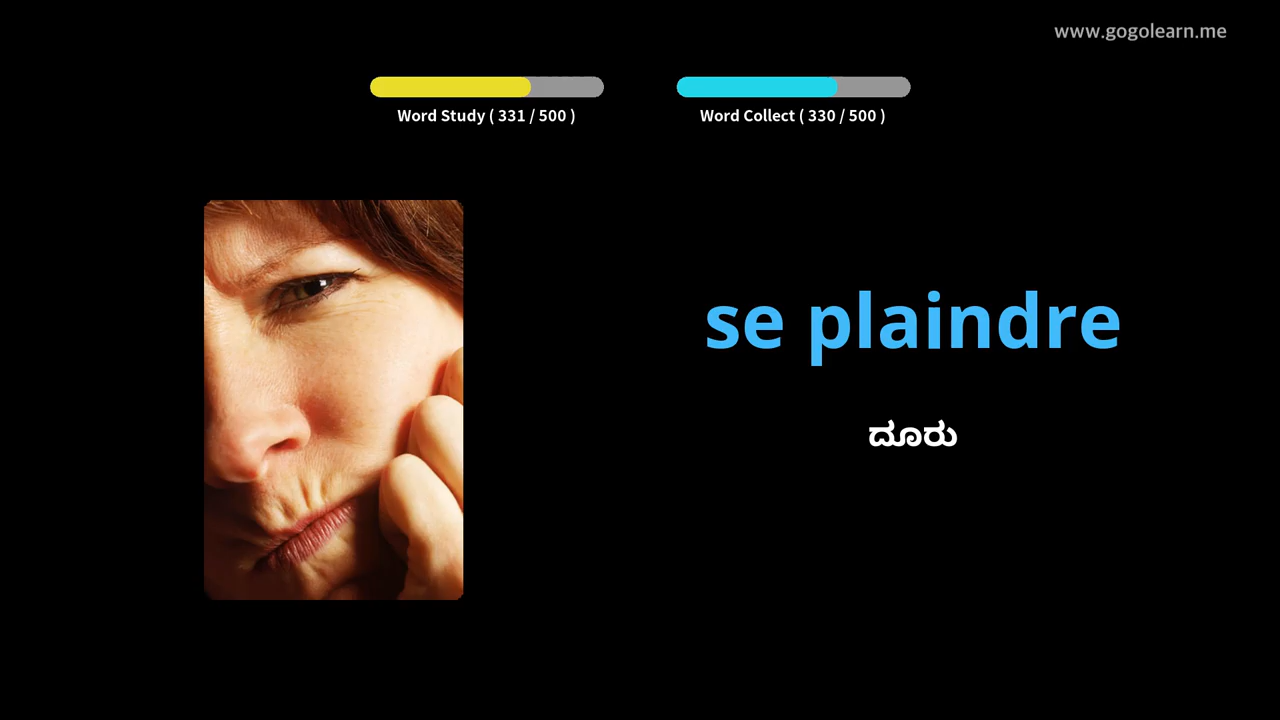 www.gogolearn.me
Word Study ( 331 / 500 )
Word Collect ( 330 / 500 )
se plaindre
ದೂರು